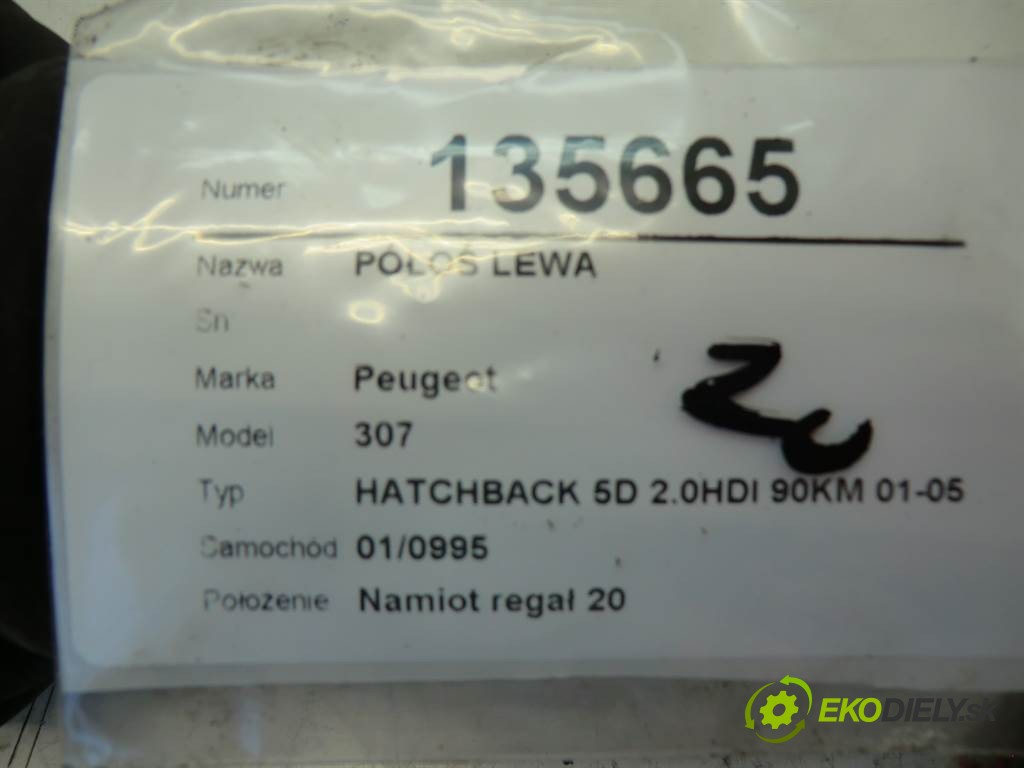 Numer 135665
Nazwa PÓŁOŚ LEWA
Sn
Marka Peugeot
Model 307
Typ HATCHBACK 5D 2.0HDI 90KM 01-05
Samochód 01/0995
Położenie Namiot regał 20
EKODIELY.sk